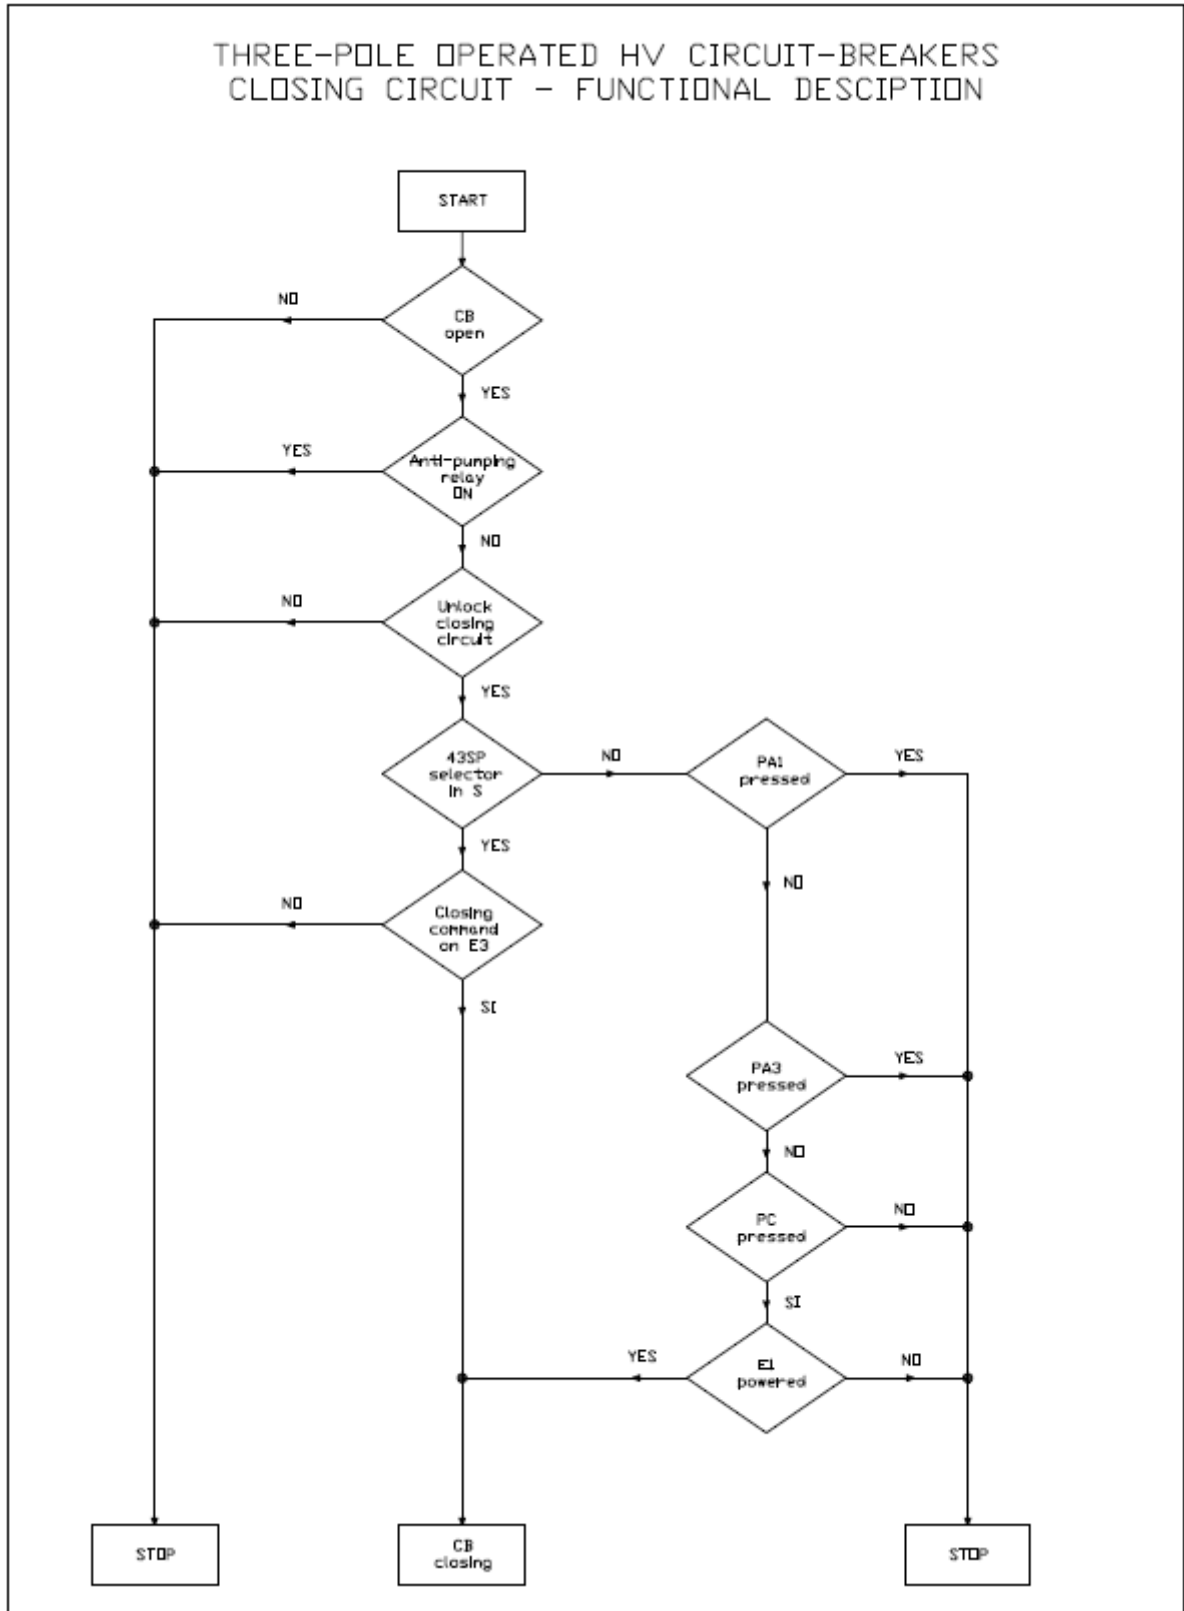 THREE-POLE OPERATED HV CIRCUIT-BREAKERS
CLOSING CIRCUIT - FUNCTIONAL DESCIPTION
START
NO
CB
open
YES
YES
Anti-pumping
relay
ON
NO
NO
Unlock
closing
circuit
YES
43SP
selector
in S
NO
PA1
pressed
YES
YES
NO
NO
Closing
command
on E3
SI
PA3
pressed
YES
NO
PC
pressed
NO
SI
YES
E1
powered
NO
STOP
CB
closing
STOP